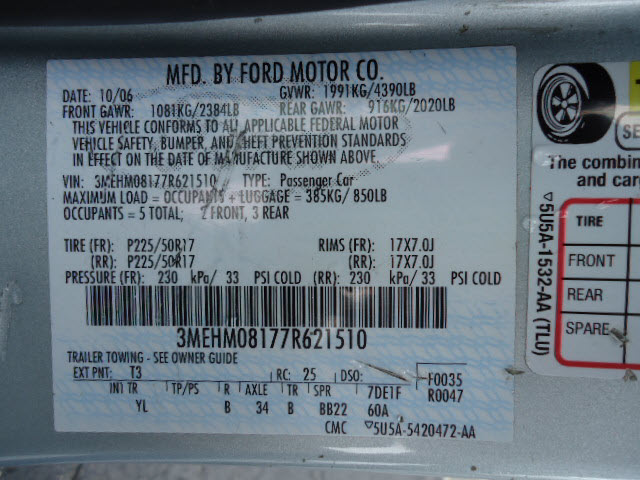 MFD. BY FORD MOTOR CO.
DATE: 10/06 GVWR: 1991KG/4390LB
FRONT GAWR: 1081KG/2384LB REAR GAWR: 916KG/2020LB
THIS VEHICLE CONFORMS TO ALL APPLICABLE FEDERAL MOTOR
VEHICLE SAFETY, BUMPER, AND THEFT PREVENTION STANDARDS
IN EFFECT ON THE DATE OF MANUFACTURE SHOWN ABOVE.
VIN: 3MEHM08177R621510 TYPE: Passenger Car
MAXIMUM LOAD = OCCUPANTS + LUGGAGE = 385KG/ 850LB
OCCUPANTS = 5 TOTAL; 2 FRONT, 3 REAR
TIRE (FR): P225/50R17 RIMS (FR): 17X7.0J
(RR): P225/50R17 (RR): 17X7.0J
PRESSURE (FR): 230 kPa/ 33 PSI COLD (RR): 230 kPa/ 33 PSI COLD
3MEHM08177R621510
TRAILER TOWING - SEE OWNER GUIDE
EXT PNT: T3 RC: 25 DSO: F0035
INT TR TP/PS R AXLE TR SPR 7DE1F R0047
YL B 34 B BB22 60A
CMC ▽5U5A-5420472-AA
SE
The combin
and carg
TIRE
FRONT
REAR
SPARE
▽5U5A-1532-AA (TLU)